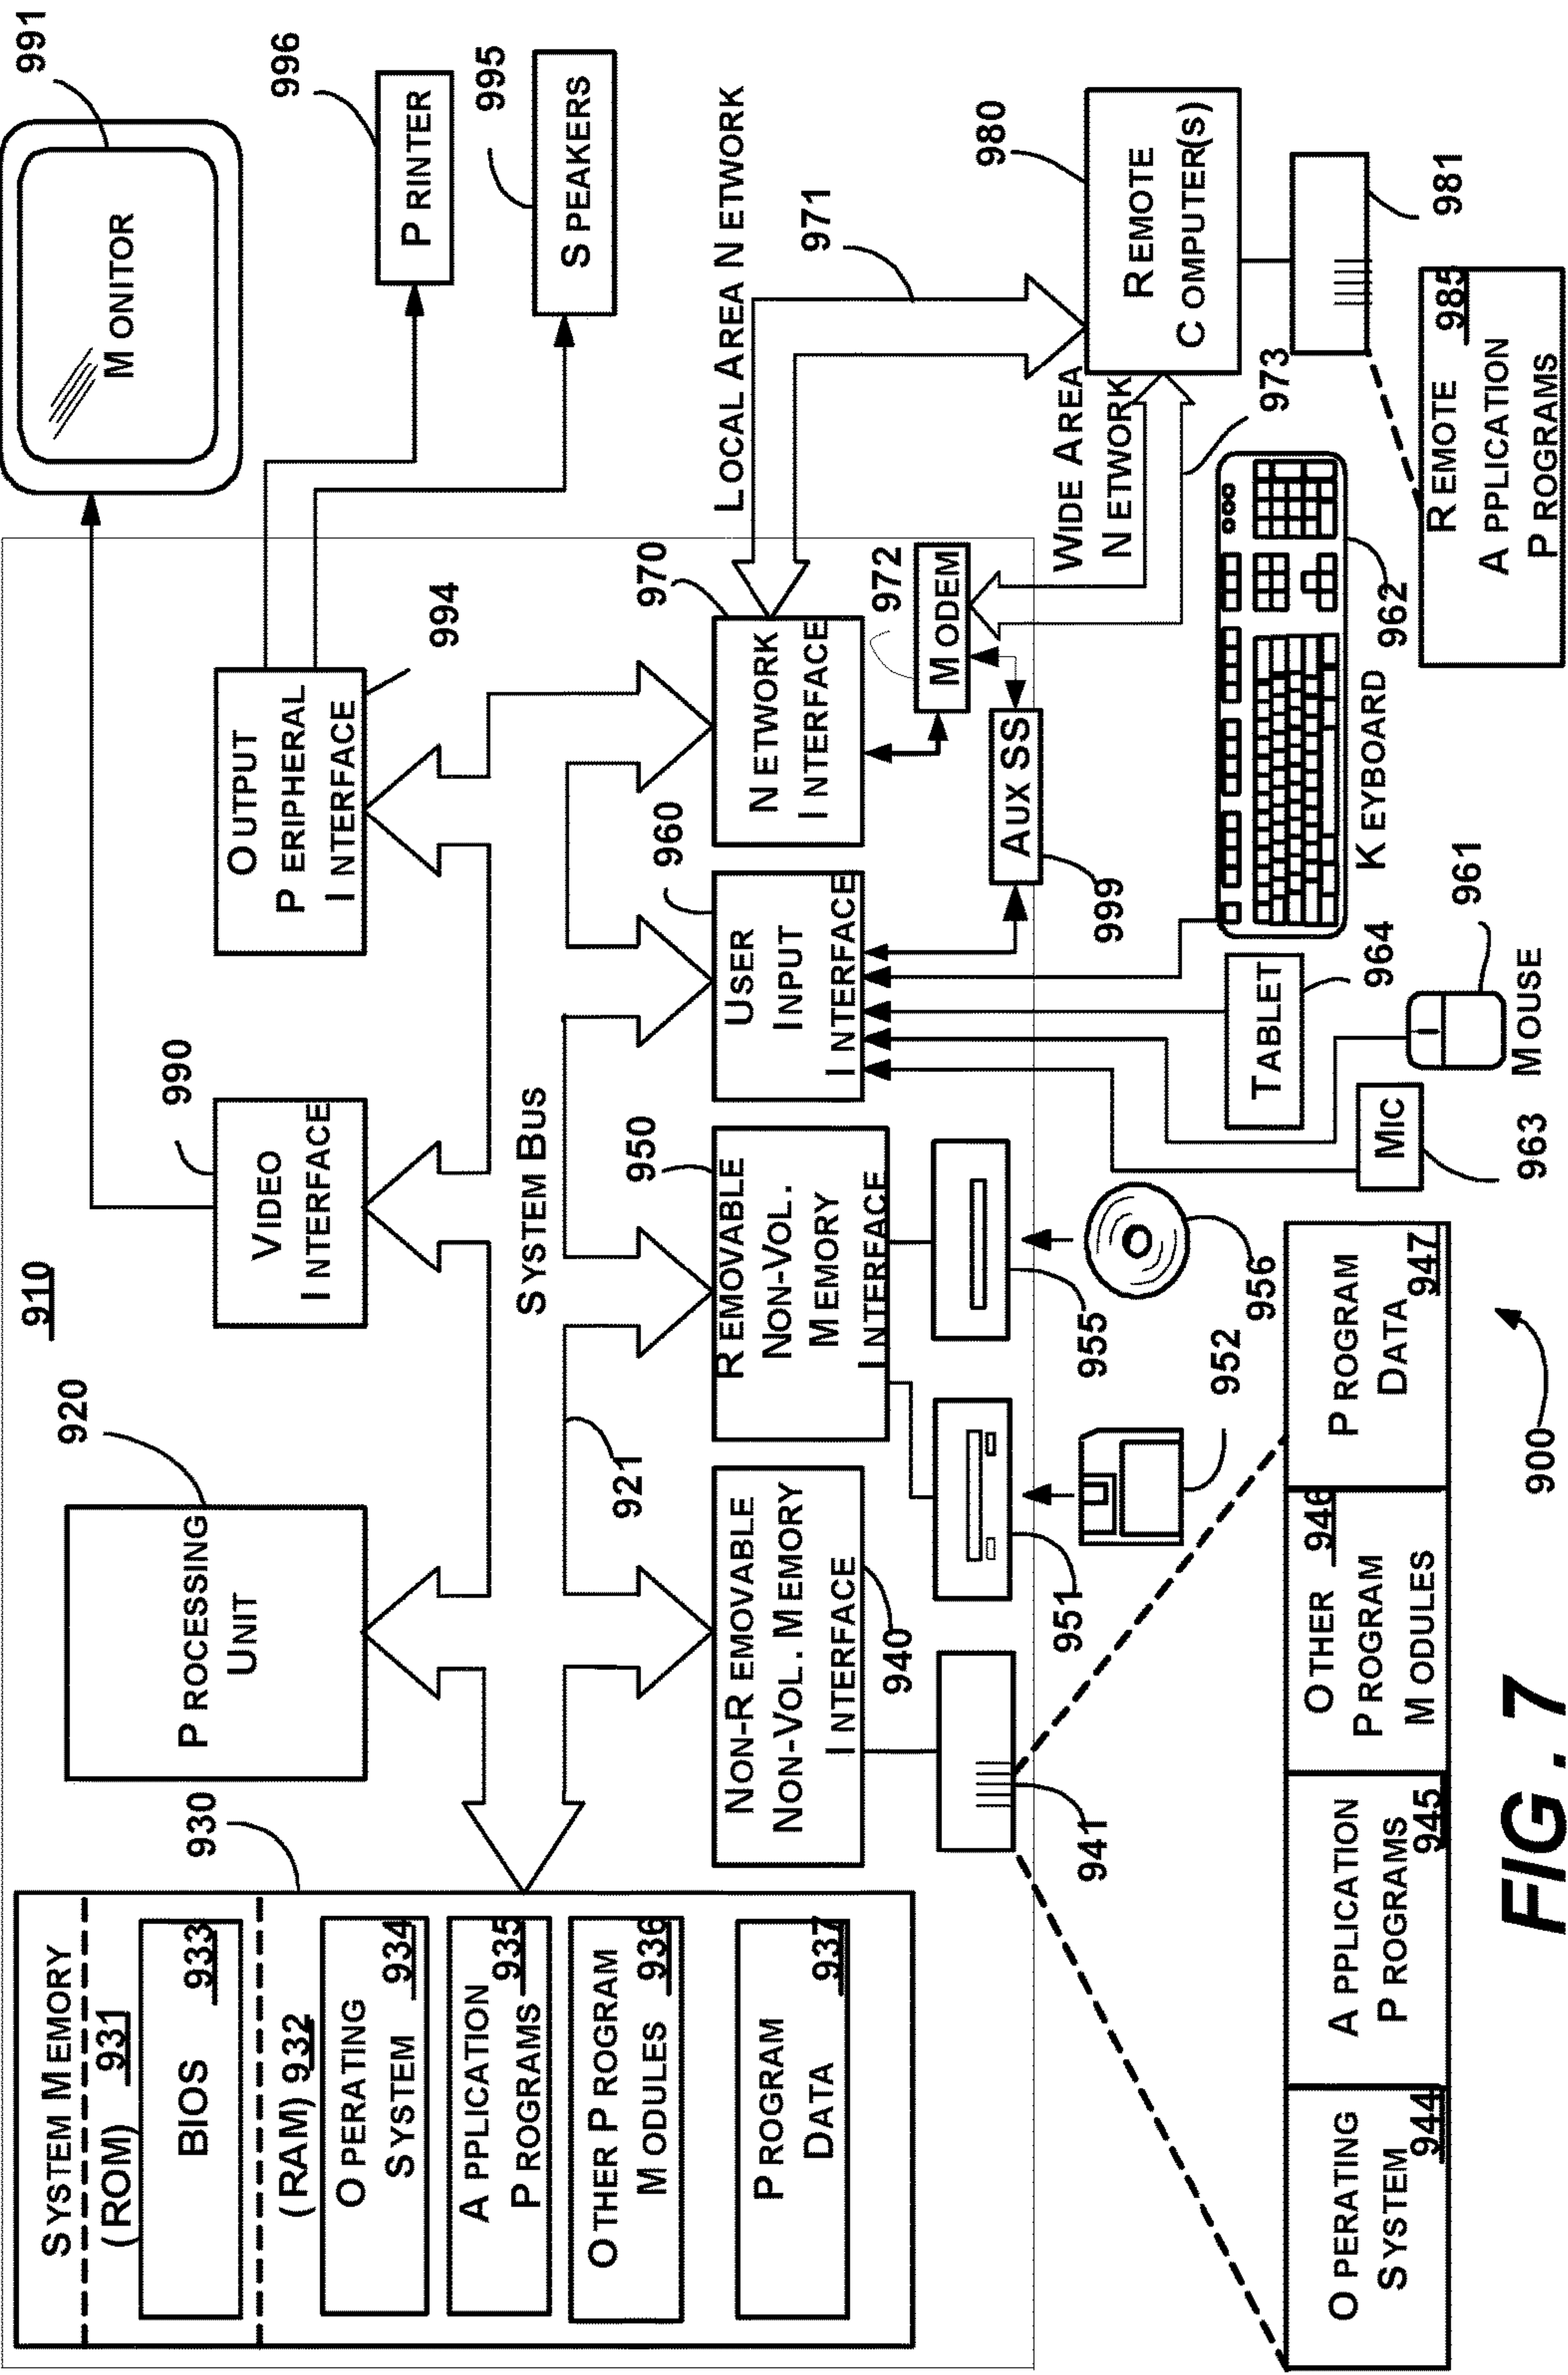 SYSTEM MEMORY
(ROM) 931
BIOS 933
(RAM) 932
OPERATING
SYSTEM 934
APPLICATION
PROGRAMS 935
OTHER PROGRAM
MODULES 936
PROGRAM
DATA 937
930
920
PROCESSING
UNIT
910
990
VIDEO
INTERFACE
OUTPUT
PERIPHERAL
INTERFACE
994
991
MONITOR
996
PRINTER
995
SPEAKERS
SYSTEM BUS
921
NON-REMOVABLE
NON-VOL. MEMORY
INTERFACE
940
950
REMOVABLE
NON-VOL.
MEMORY
INTERFACE
960
USER
INPUT
INTERFACE
970
NETWORK
INTERFACE
972
MODEM
AUX SS
999
LOCAL AREA NETWORK
971
WIDE AREA
NETWORK
973
980
REMOTE
COMPUTER(S)
981
REMOTE 985
APPLICATION
PROGRAMS
941
951
952
955
956
MIC
963
TABLET
964
MOUSE
961
KEYBOARD
962
OPERATING
SYSTEM 944
APPLICATION
PROGRAMS 945
OTHER 946
PROGRAM
MODULES
PROGRAM
DATA 947
900
FIG. 7